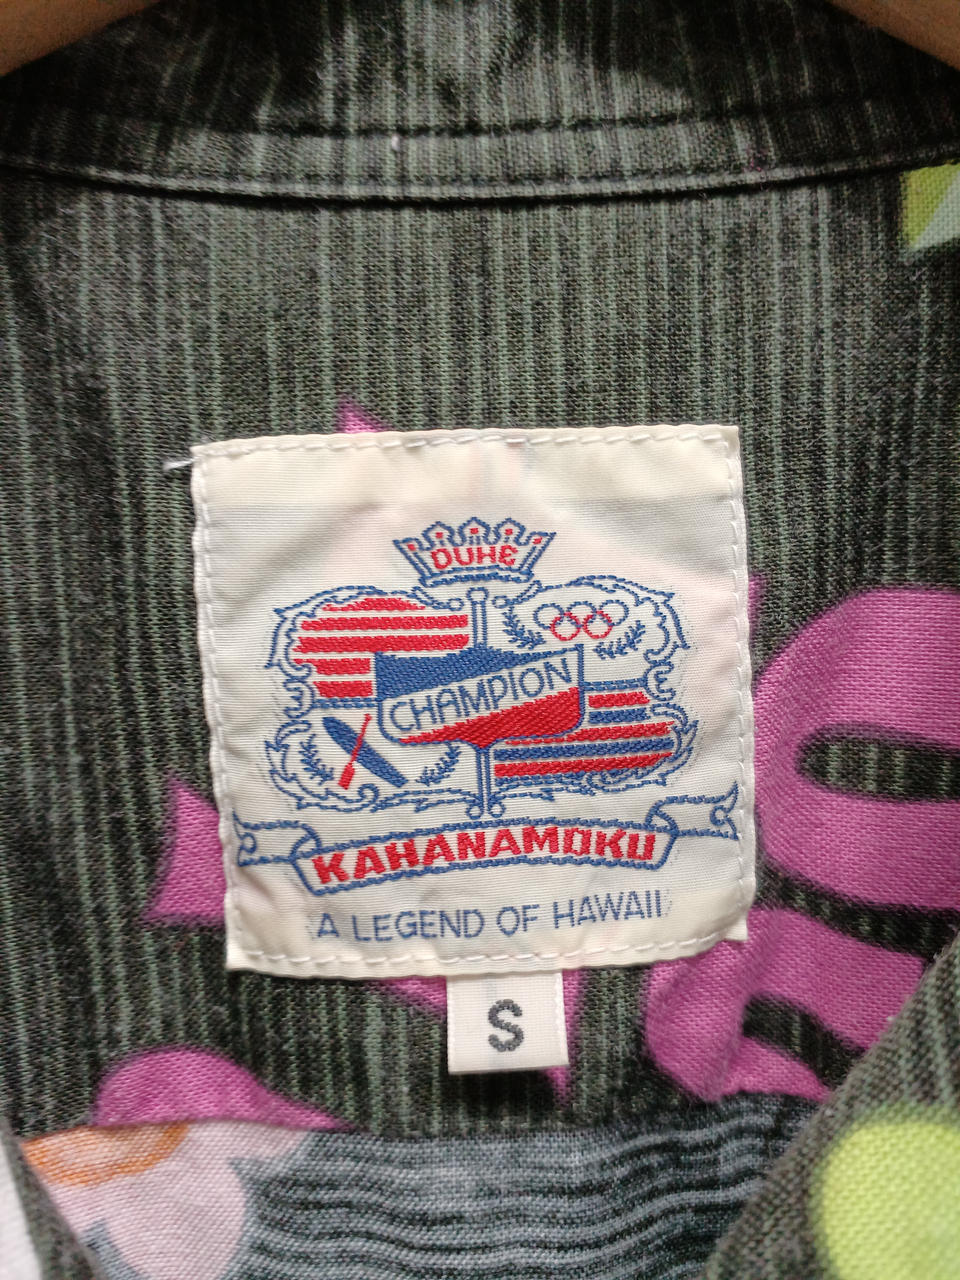 DUKE
CHAMPION
KAHANAMOKU
A LEGEND OF HAWAII
S